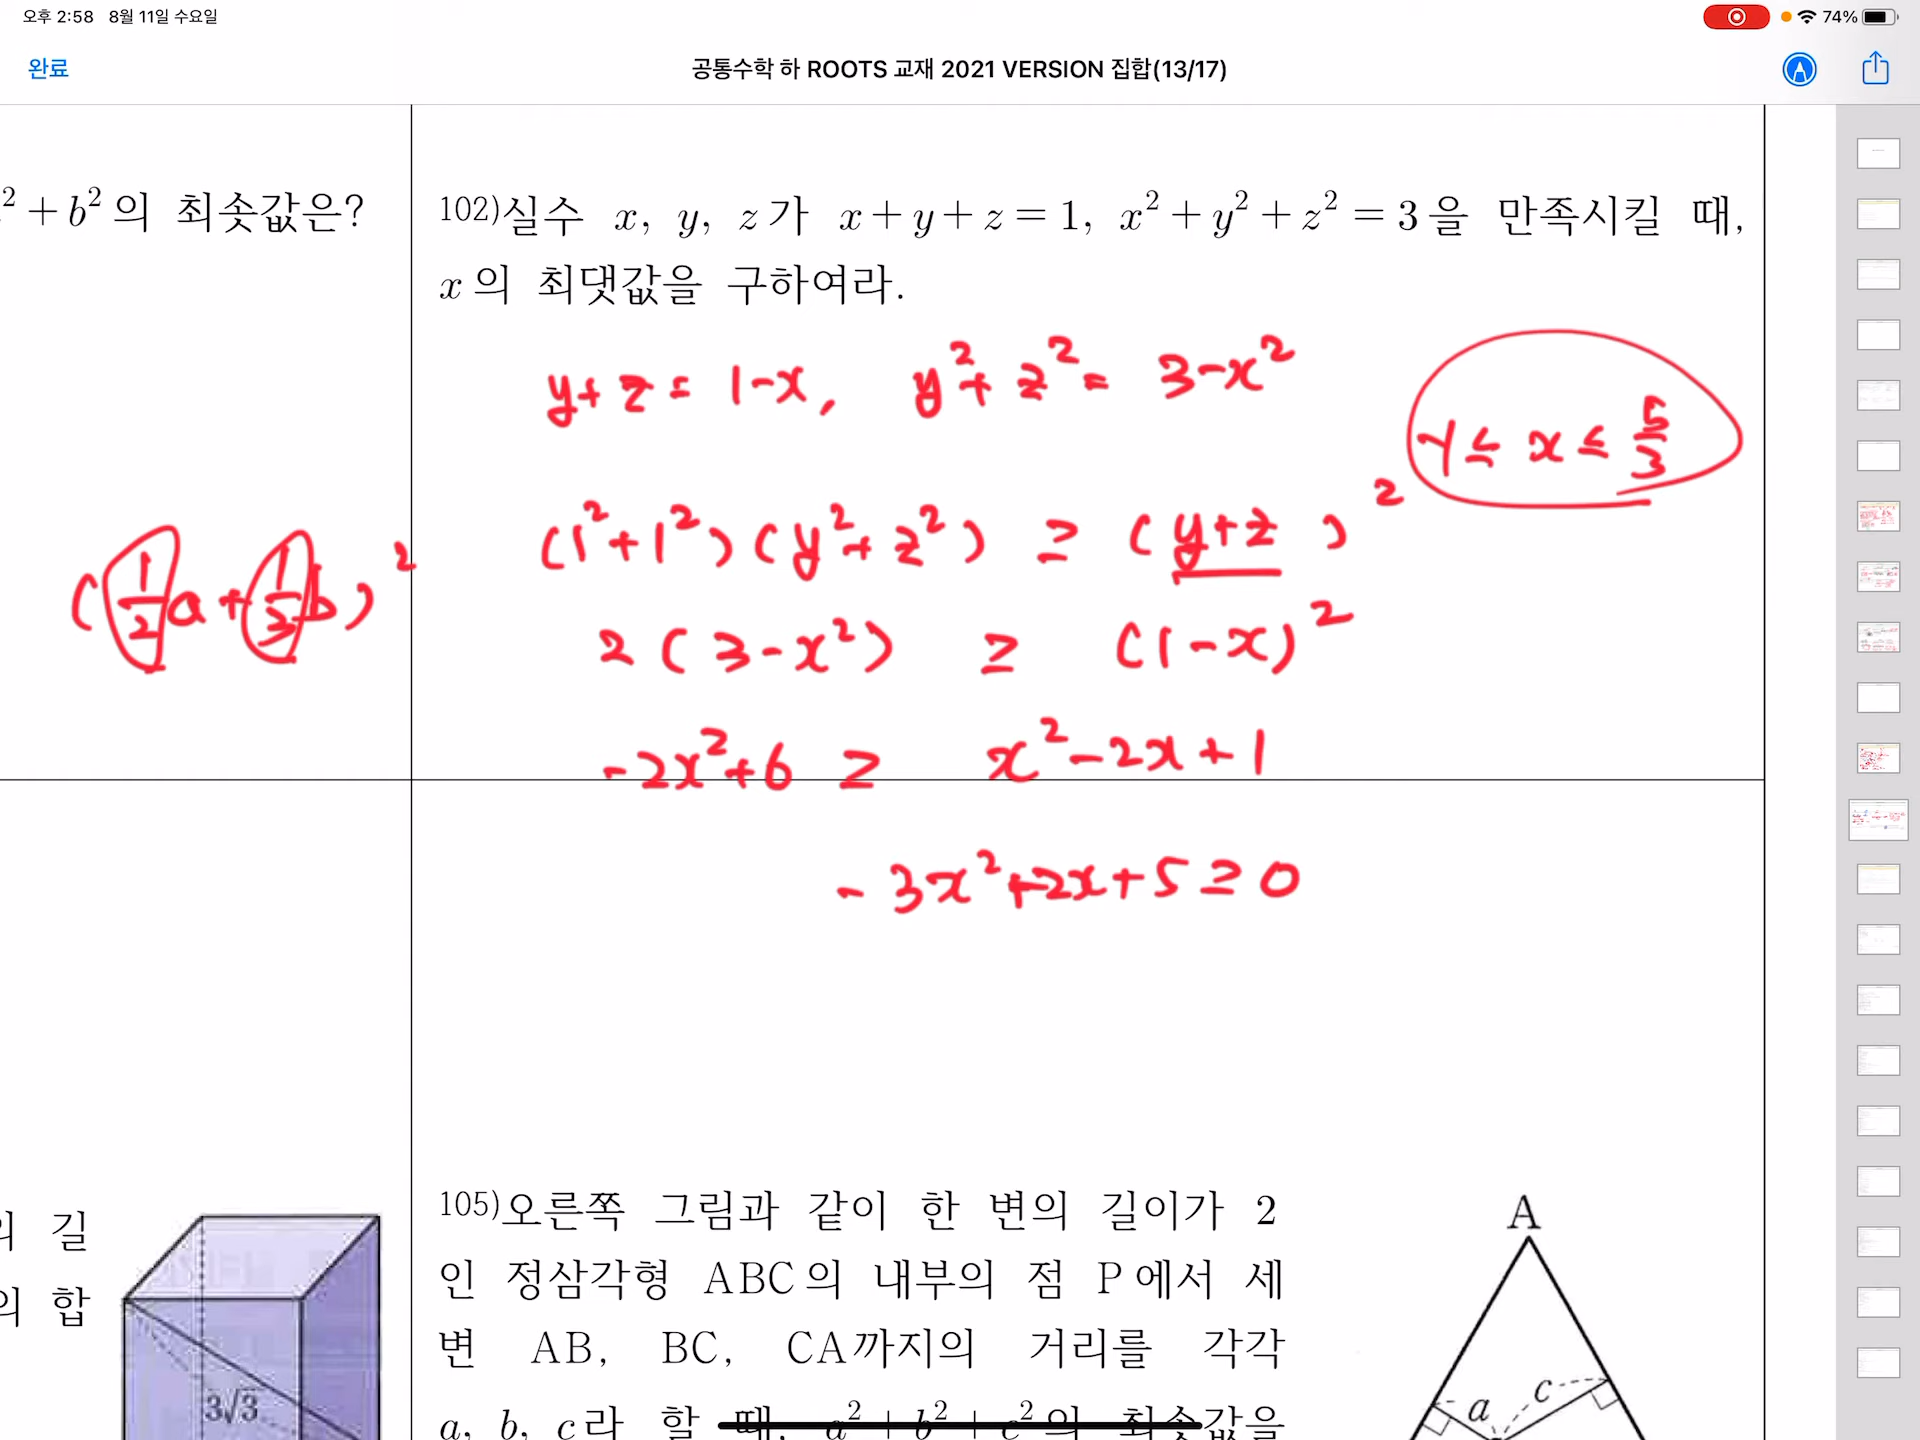 오후 2:58 8월 11일 수요일
74%
완료
공통수학 하 ROOTS 교재 2021 VERSION 집합(13/17)
² + b² 의 최솟값은?
(1/2 a + 1/3 b)²
102)실수 x, y, z가 x+y+z=1, x²+y²+z²=3을 만족시킬 때,
x의 최댓값을 구하여라.
y+z = 1-x, y²+z² = 3-x²
-1 ≤ x ≤ 5/3
(1²+1²)(y²+z²) ≥ (y+z)²
2(3-x²) ≥ (1-x)²
-2x²+6 ≥ x²-2x+1
-3x²+2x+5 ≥ 0
길
의 합
3√3
105)오른쪽 그림과 같이 한 변의 길이가 2
인 정삼각형 ABC의 내부의 점 P에서 세
변 AB, BC, CA까지의 거리를 각각
a, b, c라 할 때, a²+b²+c²의 최솟값을
A
a
c